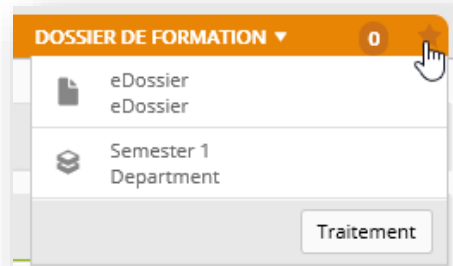 DOSSIER DE FORMATION ▼ 0
eDossier
eDossier
Semester 1
Department
Traitement